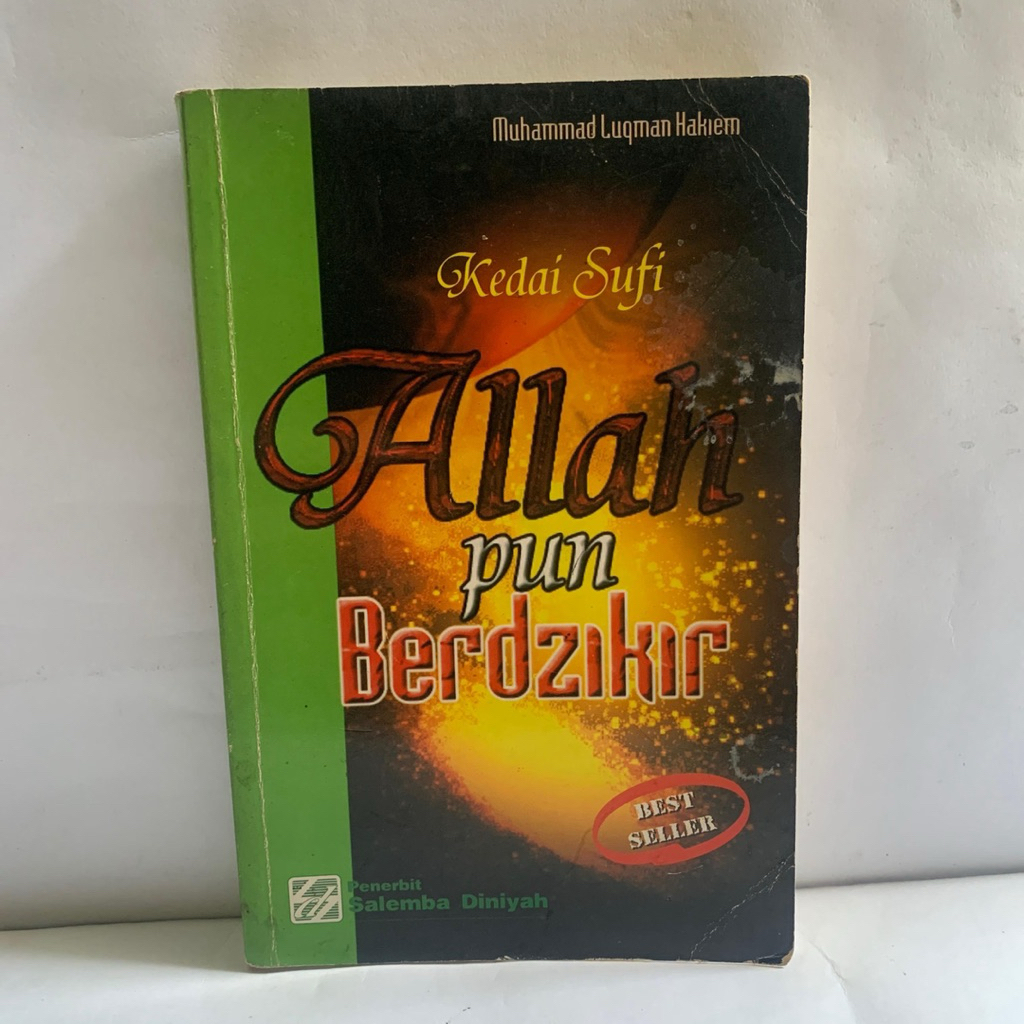 Muhammad Luqman Hakiem
Kedai Sufi
Allah
pun
Berdzikir
BEST
SELLER
Penerbit
Salemba Diniyah